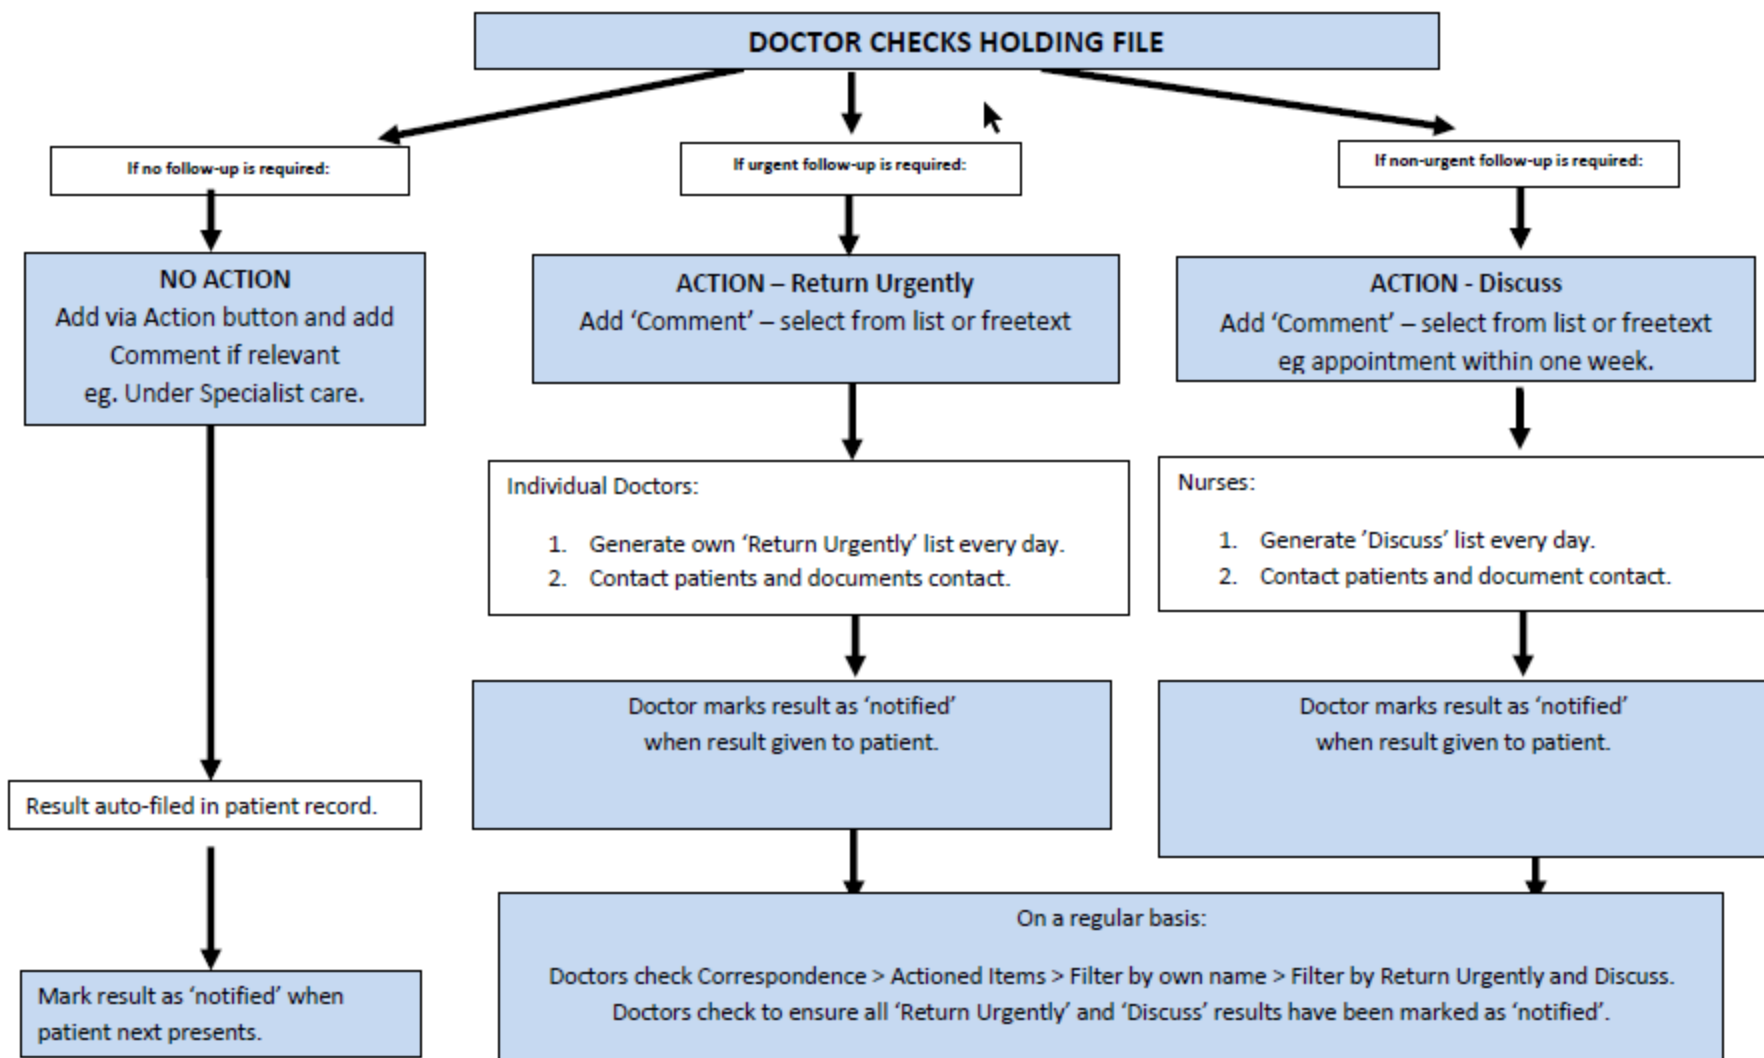 DOCTOR CHECKS HOLDING FILE
If no follow-up is required:
If urgent follow-up is required:
If non-urgent follow-up is required:
NO ACTION
Add via Action button and add
Comment if relevant
eg. Under Specialist care.
ACTION – Return Urgently
Add ‘Comment’ – select from list or freetext
ACTION - Discuss
Add ‘Comment’ – select from list or freetext
eg appointment within one week.
Individual Doctors:
1. Generate own ‘Return Urgently’ list every day.
2. Contact patients and documents contact.
Nurses:
1. Generate ’Discuss’ list every day.
2. Contact patients and document contact.
Doctor marks result as ‘notified’
when result given to patient.
Doctor marks result as ‘notified’
when result given to patient.
Result auto-filed in patient record.
Mark result as ‘notified’ when
patient next presents.
On a regular basis:
Doctors check Correspondence > Actioned Items > Filter by own name > Filter by Return Urgently and Discuss.
Doctors check to ensure all ‘Return Urgently’ and ‘Discuss’ results have been marked as ‘notified’.